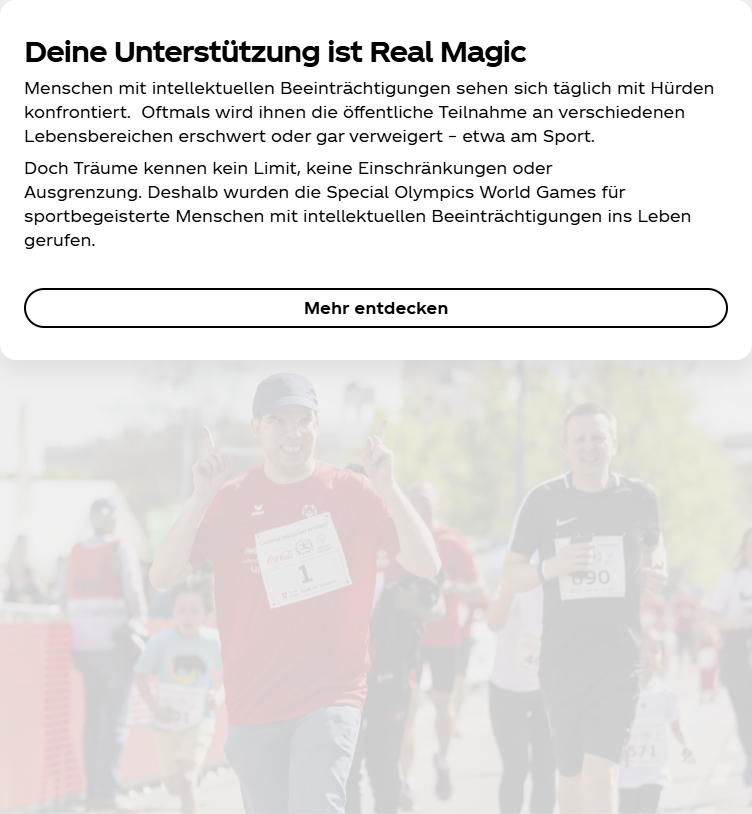 Deine Unterstützung ist Real Magic
Menschen mit intellektuellen Beeinträchtigungen sehen sich täglich mit Hürden
konfrontiert.  Oftmals wird ihnen die öffentliche Teilnahme an verschiedenen
Lebensbereichen erschwert oder gar verweigert – etwa am Sport.
Doch Träume kennen kein Limit, keine Einschränkungen oder
Ausgrenzung. Deshalb wurden die Special Olympics World Games für
sportbegeisterte Menschen mit intellektuellen Beeinträchtigungen ins Leben
gerufen.
Mehr entdecken
Coca-Cola
1
690
571